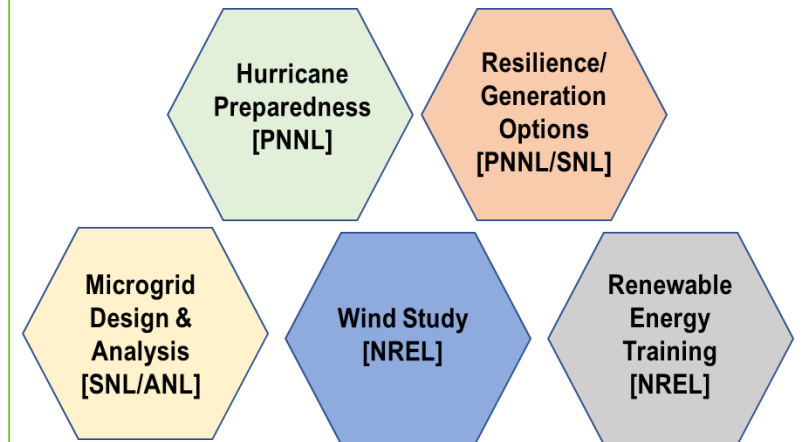 Hurricane
Preparedness
[PNNL]
Resilience/
Generation
Options
[PNNL/SNL]
Microgrid
Design &
Analysis
[SNL/ANL]
Wind Study
[NREL]
Renewable
Energy
Training
[NREL]